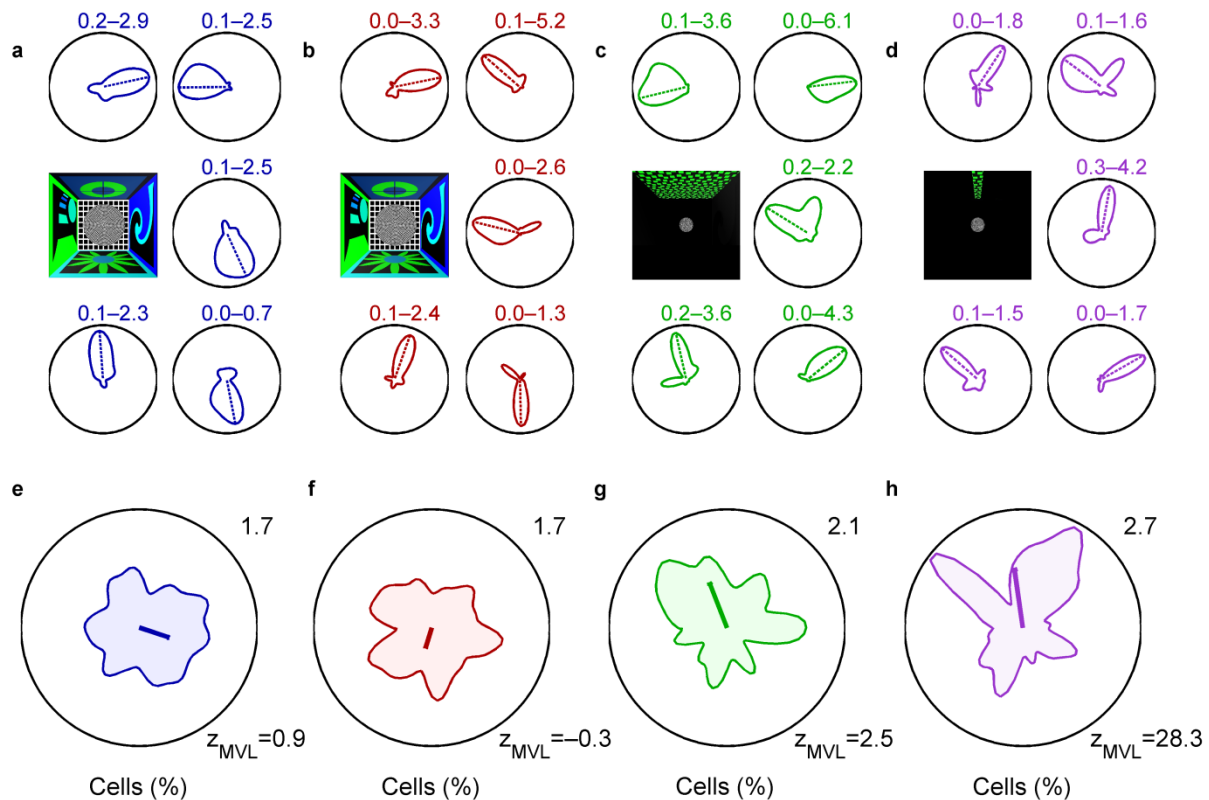 0.2–2.9 0.1–2.5 0.0–3.3 0.1–5.2 0.1–3.6 0.0–6.1 0.0–1.8 0.1–1.6
a b c d
0.1–2.5 0.0–2.6 0.2–2.2 0.3–4.2
0.1–2.3 0.0–0.7 0.1–2.4 0.0–1.3 0.2–3.6 0.0–4.3 0.1–1.5 0.0–1.7
e f g h
1.7 1.7 2.1 2.7
zMVL=0.9 zMVL=–0.3 zMVL=2.5 zMVL=28.3
Cells (%) Cells (%) Cells (%) Cells (%)